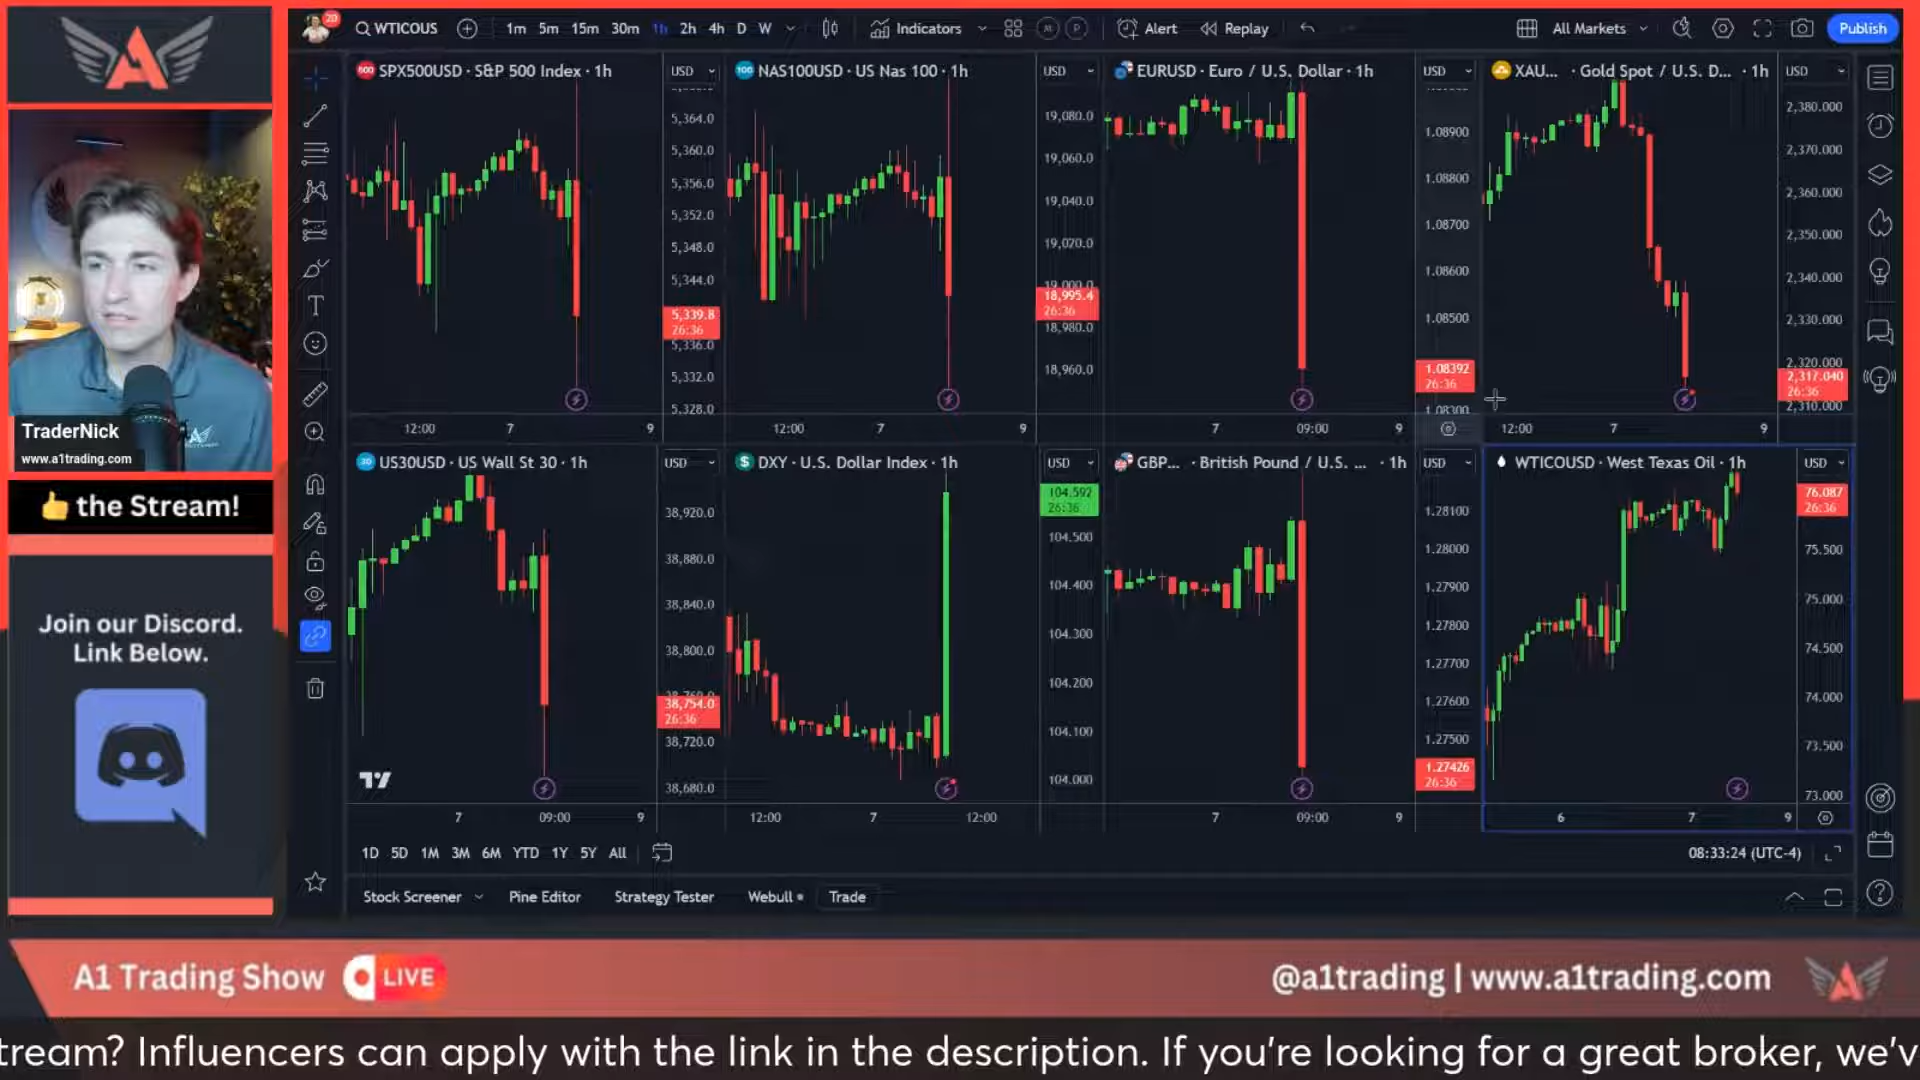 20
WTICOUS
1m 5m 15m 30m 1h 2h 4h D W
Indicators
Alert
Replay
All Markets
Publish
TraderNick
www.a1trading.com
👍 the Stream!
Join our Discord.
Link Below.
500 SPX500USD · S&P 500 Index · 1h
USD
5,364.0
5,360.0
5,356.0
5,352.0
5,348.0
5,344.0
5,339.8
26:36
5,336.0
5,332.0
5,328.0
12:00 7 9
100 NAS100USD · US Nas 100 · 1h
USD
19,080.0
19,060.0
19,040.0
19,020.0
19,000.0
18,995.4
26:36
18,980.0
18,960.0
12:00 7 9
EURUSD · Euro / U.S. Dollar · 1h
USD
1.08900
1.08800
1.08700
1.08600
1.08500
1.08392
26:36
1.08300
7 09:00 9
XAU... · Gold Spot / U.S. D... · 1h
USD
2,380.000
2,370.000
2,360.000
2,350.000
2,340.000
2,330.000
2,320.000
2,317.040
26:36
2,310.000
12:00 7 9
30 US30USD · US Wall St 30 · 1h
USD
38,920.0
38,880.0
38,840.0
38,800.0
38,760.0
38,754.0
26:36
38,720.0
38,680.0
7 09:00 9
$ DXY · U.S. Dollar Index · 1h
USD
104.592
26:36
104.500
104.400
104.300
104.200
104.100
104.000
12:00 7 12:00
GBP... · British Pound / U.S. ... · 1h
USD
1.28100
1.28000
1.27900
1.27800
1.27700
1.27600
1.27500
1.27426
26:36
7 09:00 9
WTICOUSD · West Texas Oil · 1h
USD
76.087
26:36
75.500
75.000
74.500
74.000
73.500
73.000
6 7 9
1D 5D 1M 3M 6M YTD 1Y 5Y All
08:33:24 (UTC-4)
Stock Screener Pine Editor Strategy Tester Webull Trade
A1 Trading Show LIVE
@a1trading | www.a1trading.com
tream? Influencers can apply with the link in the description. If you're looking for a great broker, we'v